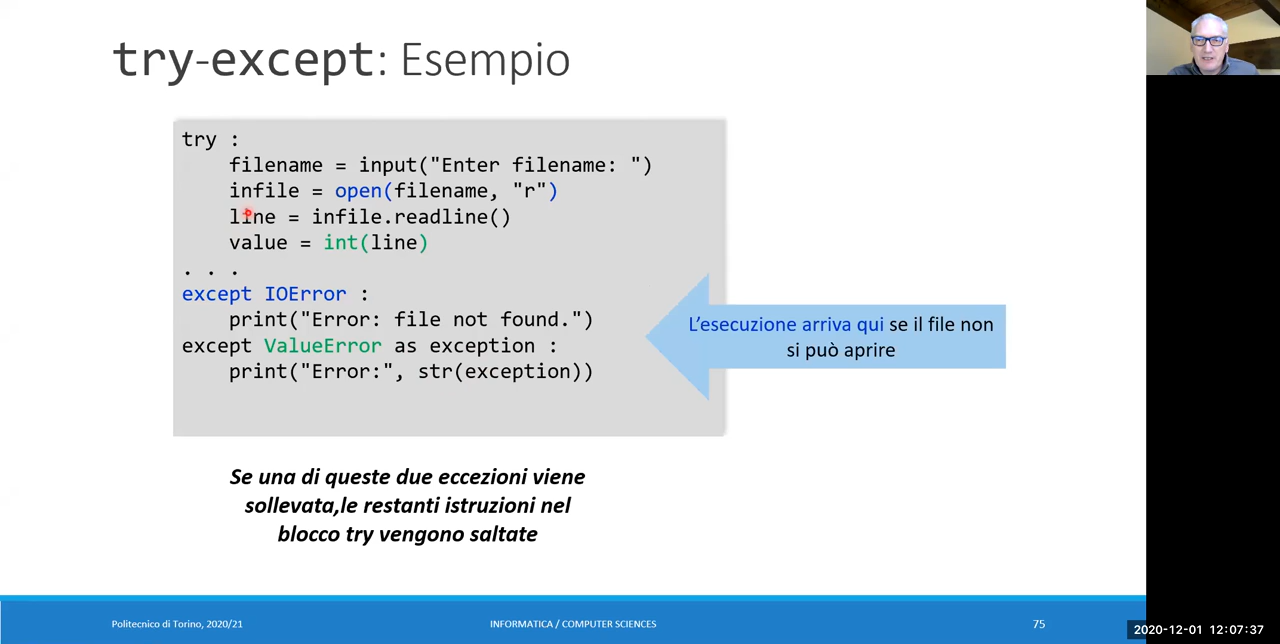 try-except: Esempio
try :
filename = input("Enter filename: ")
infile = open(filename, "r")
line = infile.readline()
value = int(line)
. . .
except IOError :
print("Error: file not found.")
except ValueError as exception :
print("Error:", str(exception))
L’esecuzione arriva qui se il file non
si può aprire
Se una di queste due eccezioni viene
sollevata,le restanti istruzioni nel
blocco try vengono saltate
Politecnico di Torino, 2020/21
INFORMATICA / COMPUTER SCIENCES
75
2020-12-01 12:07:37